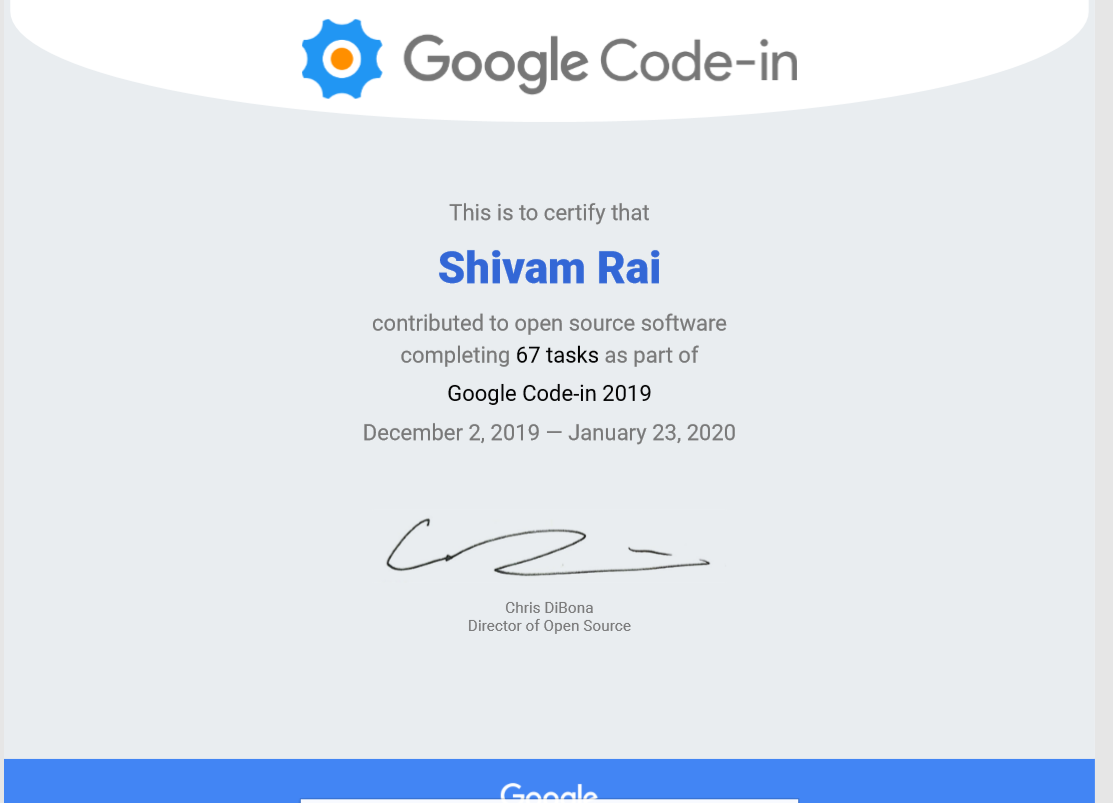 Google Code-in
This is to certify that
Shivam Rai
contributed to open source software
completing 67 tasks as part of
Google Code-in 2019
December 2, 2019 — January 23, 2020
Chris DiBona
Director of Open Source
Google